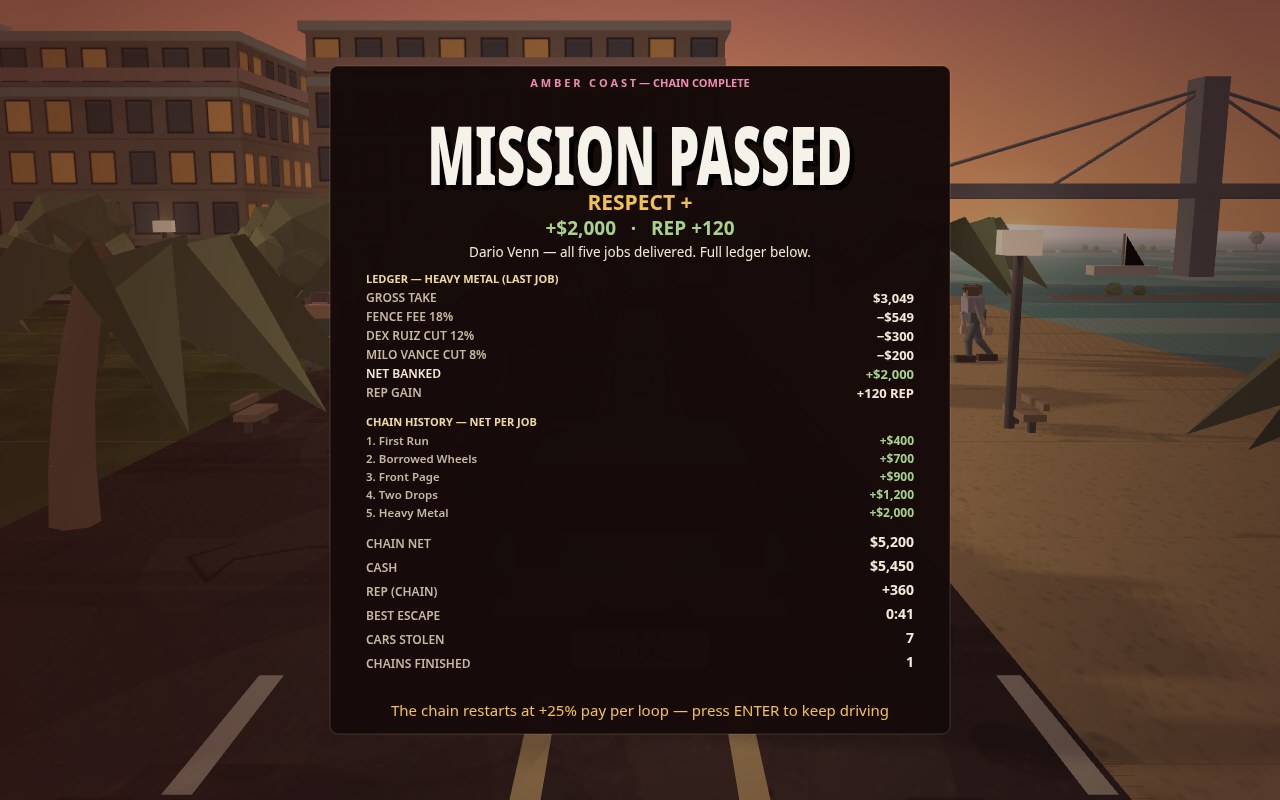 AMBER COAST — CHAIN COMPLETE
MISSION PASSED
RESPECT +
+$2,000 · REP +120
Dario Venn — all five jobs delivered. Full ledger below.
LEDGER — HEAVY METAL (LAST JOB)
GROSS TAKE $3,049
FENCE FEE 18% −$549
DEX RUIZ CUT 12% −$300
MILO VANCE CUT 8% −$200
NET BANKED +$2,000
REP GAIN +120 REP
CHAIN HISTORY — NET PER JOB
1. First Run +$400
2. Borrowed Wheels +$700
3. Front Page +$900
4. Two Drops +$1,200
5. Heavy Metal +$2,000
CHAIN NET $5,200
CASH $5,450
REP (CHAIN) +360
BEST ESCAPE 0:41
CARS STOLEN 7
CHAINS FINISHED 1
The chain restarts at +25% pay per loop — press ENTER to keep driving